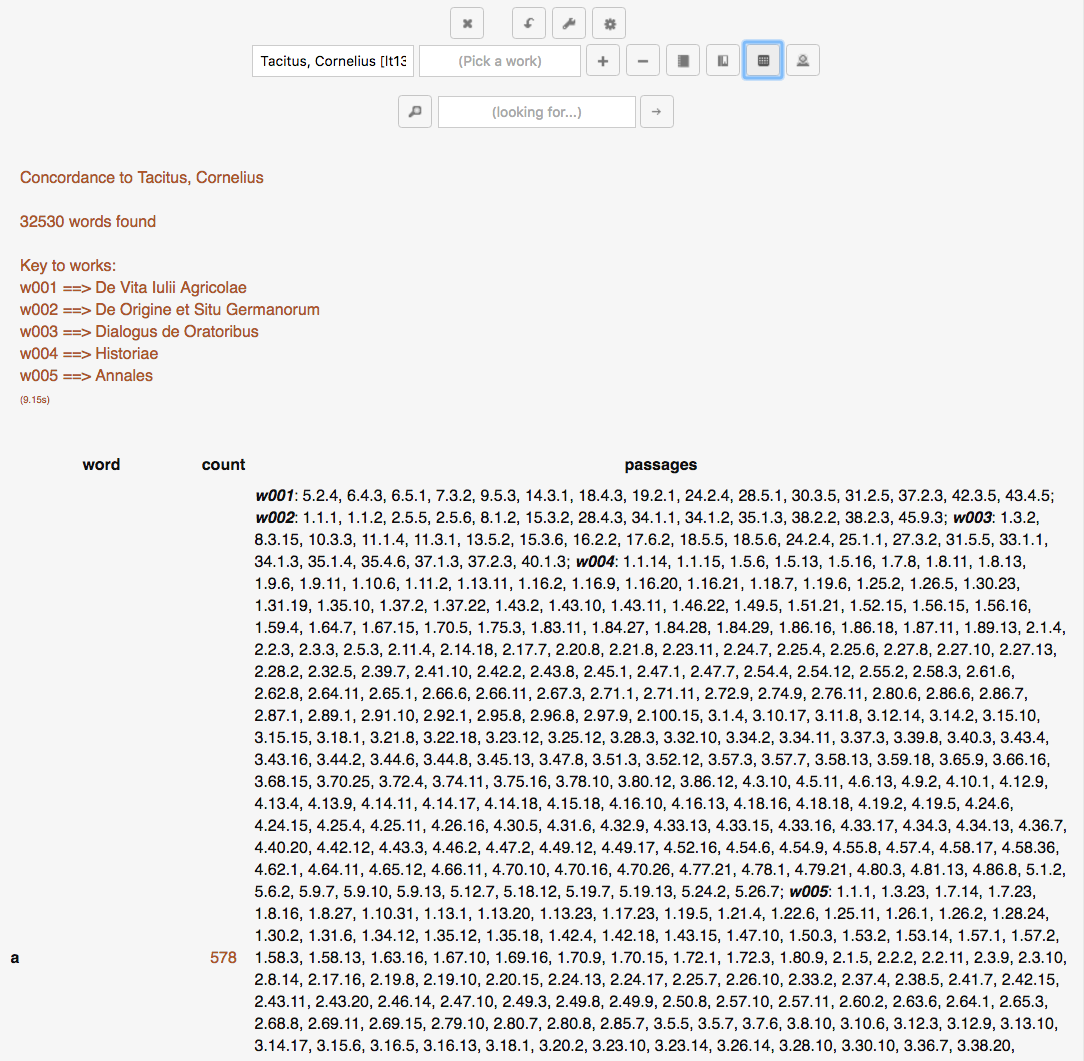 Tacitus, Cornelius [lt13
(Pick a work)
(looking for...)
Concordance to Tacitus, Cornelius
32530 words found
Key to works:
w001 ==> De Vita Iulii Agricolae
w002 ==> De Origine et Situ Germanorum
w003 ==> Dialogus de Oratoribus
w004 ==> Historiae
w005 ==> Annales
(9.15s)
word count passages
w001: 5.2.4, 6.4.3, 6.5.1, 7.3.2, 9.5.3, 14.3.1, 18.4.3, 19.2.1, 24.2.4, 28.5.1, 30.3.5, 31.2.5, 37.2.3, 42.3.5, 43.4.5;
w002: 1.1.1, 1.1.2, 2.5.5, 2.5.6, 8.1.2, 15.3.2, 28.4.3, 34.1.1, 34.1.2, 35.1.3, 38.2.2, 38.2.3, 45.9.3; w003: 1.3.2,
8.3.15, 10.3.3, 11.1.4, 11.3.1, 13.5.2, 15.3.6, 16.2.2, 17.6.2, 18.5.5, 18.5.6, 24.2.4, 25.1.1, 27.3.2, 31.5.5, 33.1.1,
34.1.3, 35.1.4, 35.4.6, 37.1.3, 37.2.3, 40.1.3; w004: 1.1.14, 1.1.15, 1.5.6, 1.5.13, 1.5.16, 1.7.8, 1.8.11, 1.8.13,
1.9.6, 1.9.11, 1.10.6, 1.11.2, 1.13.11, 1.16.2, 1.16.9, 1.16.20, 1.16.21, 1.18.7, 1.19.6, 1.25.2, 1.26.5, 1.30.23,
1.31.19, 1.35.10, 1.37.2, 1.37.22, 1.43.2, 1.43.10, 1.43.11, 1.46.22, 1.49.5, 1.51.21, 1.52.15, 1.56.15, 1.56.16,
1.59.4, 1.64.7, 1.67.15, 1.70.5, 1.75.3, 1.83.11, 1.84.27, 1.84.28, 1.84.29, 1.86.16, 1.86.18, 1.87.11, 1.89.13, 2.1.4,
2.2.3, 2.3.3, 2.5.3, 2.11.4, 2.14.18, 2.17.7, 2.20.8, 2.21.8, 2.23.11, 2.24.7, 2.25.4, 2.25.6, 2.27.8, 2.27.10, 2.27.13,
2.28.2, 2.32.5, 2.39.7, 2.41.10, 2.42.2, 2.43.8, 2.45.1, 2.47.1, 2.47.7, 2.54.4, 2.54.12, 2.55.2, 2.58.3, 2.61.6,
2.62.8, 2.64.11, 2.65.1, 2.66.6, 2.66.11, 2.67.3, 2.71.1, 2.71.11, 2.72.9, 2.74.9, 2.76.11, 2.80.6, 2.86.6, 2.86.7,
2.87.1, 2.89.1, 2.91.10, 2.92.1, 2.95.8, 2.96.8, 2.97.9, 2.100.15, 3.1.4, 3.10.17, 3.11.8, 3.12.14, 3.14.2, 3.15.10,
3.15.15, 3.18.1, 3.21.8, 3.22.18, 3.23.12, 3.25.12, 3.28.3, 3.32.10, 3.34.2, 3.34.11, 3.37.3, 3.39.8, 3.40.3, 3.43.4,
3.43.16, 3.44.2, 3.44.6, 3.44.8, 3.45.13, 3.47.8, 3.51.3, 3.52.12, 3.57.3, 3.57.7, 3.58.13, 3.59.18, 3.65.9, 3.66.16,
3.68.15, 3.70.25, 3.72.4, 3.74.11, 3.75.16, 3.78.10, 3.80.12, 3.86.12, 4.3.10, 4.5.11, 4.6.13, 4.9.2, 4.10.1, 4.12.9,
4.13.4, 4.13.9, 4.14.11, 4.14.17, 4.14.18, 4.15.18, 4.16.10, 4.16.13, 4.18.16, 4.18.18, 4.19.2, 4.19.5, 4.24.6,
4.24.15, 4.25.4, 4.25.11, 4.26.16, 4.30.5, 4.31.6, 4.32.9, 4.33.13, 4.33.15, 4.33.16, 4.33.17, 4.34.3, 4.34.13, 4.36.7,
4.40.20, 4.42.12, 4.43.3, 4.46.2, 4.47.2, 4.49.12, 4.49.17, 4.52.16, 4.54.6, 4.54.9, 4.55.8, 4.57.4, 4.58.17, 4.58.36,
4.62.1, 4.64.11, 4.65.12, 4.66.11, 4.70.10, 4.70.16, 4.70.26, 4.77.21, 4.78.1, 4.79.21, 4.80.3, 4.81.13, 4.86.8, 5.1.2,
5.6.2, 5.9.7, 5.9.10, 5.9.13, 5.12.7, 5.18.12, 5.19.7, 5.19.13, 5.24.2, 5.26.7; w005: 1.1.1, 1.3.23, 1.7.14, 1.7.23,
1.8.16, 1.8.27, 1.10.31, 1.13.1, 1.13.20, 1.13.23, 1.17.23, 1.19.5, 1.21.4, 1.22.6, 1.25.11, 1.26.1, 1.26.2, 1.28.24,
1.30.2, 1.31.6, 1.34.12, 1.35.12, 1.35.18, 1.42.4, 1.42.18, 1.43.15, 1.47.10, 1.50.3, 1.53.2, 1.53.14, 1.57.1, 1.57.2,
a 578 1.58.3, 1.58.13, 1.63.16, 1.67.10, 1.69.16, 1.70.9, 1.70.15, 1.72.1, 1.72.3, 1.80.9, 2.1.5, 2.2.2, 2.2.11, 2.3.9, 2.3.10,
2.8.14, 2.17.16, 2.19.8, 2.19.10, 2.20.15, 2.24.13, 2.24.17, 2.25.7, 2.26.10, 2.33.2, 2.37.4, 2.38.5, 2.41.7, 2.42.15,
2.43.11, 2.43.20, 2.46.14, 2.47.10, 2.49.3, 2.49.8, 2.49.9, 2.50.8, 2.57.10, 2.57.11, 2.60.2, 2.63.6, 2.64.1, 2.65.3,
2.68.8, 2.69.11, 2.69.15, 2.79.10, 2.80.7, 2.80.8, 2.85.7, 3.5.5, 3.5.7, 3.7.6, 3.8.10, 3.10.6, 3.12.3, 3.12.9, 3.13.10,
3.14.17, 3.15.6, 3.16.5, 3.16.13, 3.18.1, 3.20.2, 3.23.10, 3.23.14, 3.26.14, 3.28.10, 3.30.10, 3.36.7, 3.38.20,